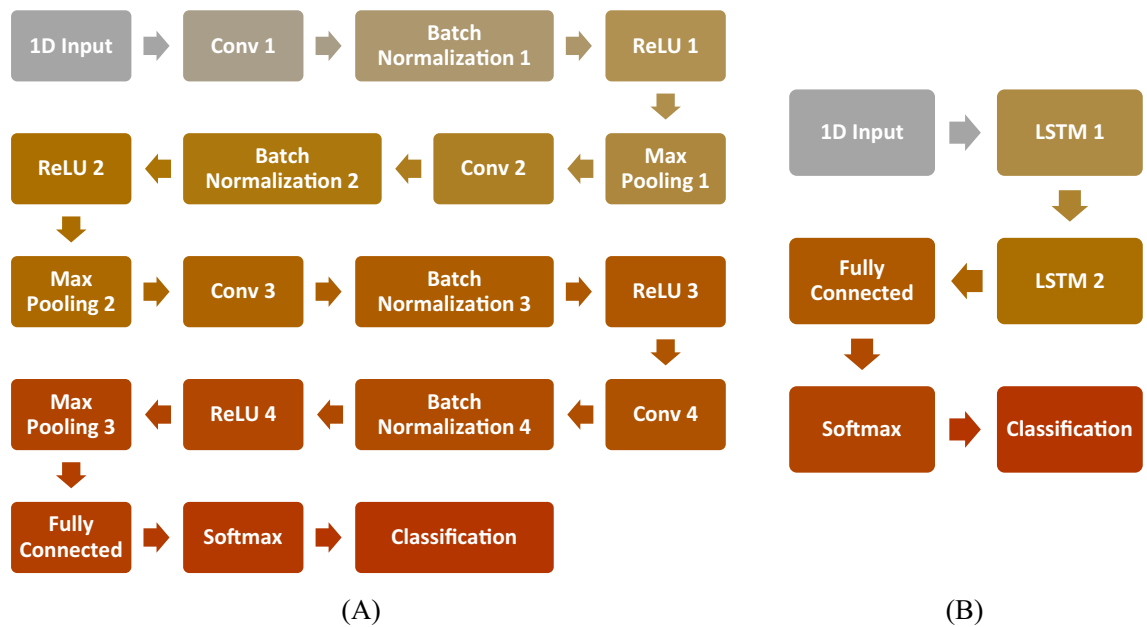 1D Input
Conv 1
Batch
Normalization 1
ReLU 1
Max
Pooling 1
Conv 2
Batch
Normalization 2
ReLU 2
Max
Pooling 2
Conv 3
Batch
Normalization 3
ReLU 3
Conv 4
Batch
Normalization 4
ReLU 4
Max
Pooling 3
Fully
Connected
Softmax
Classification
(A)
1D Input
LSTM 1
LSTM 2
Fully
Connected
Softmax
Classification
(B)